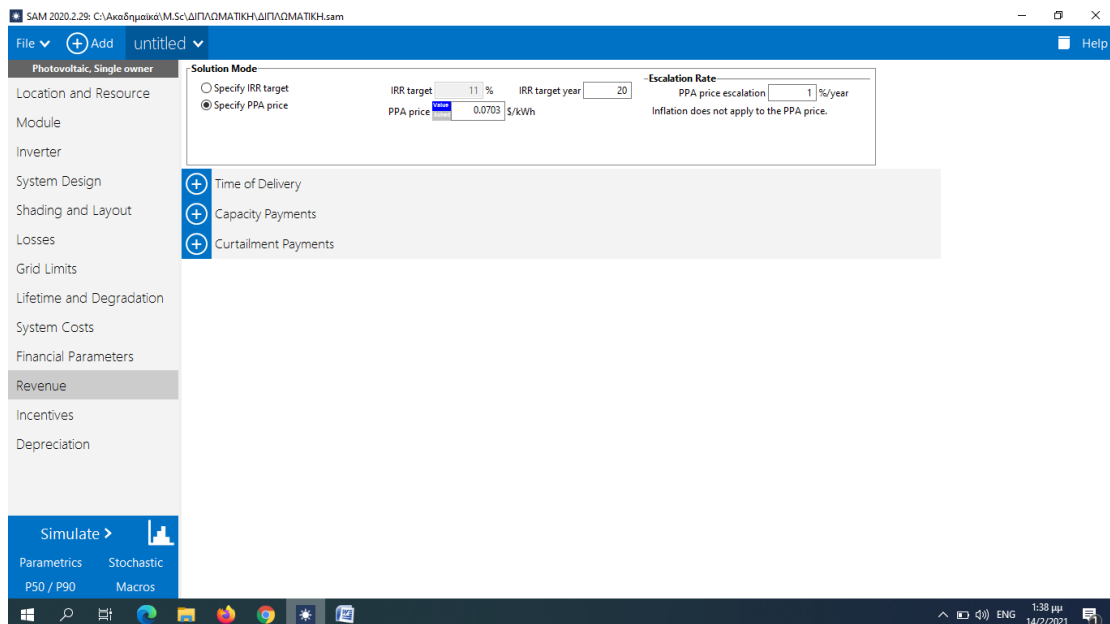 SAM 2020.2.29: C:\Ακαδημαϊκά\M.Sc\ΔΙΠΛΩΜΑΤΙΚΗ\ΔΙΠΛΩΜΑΤΙΚΗ.sam
File Add untitled Help
Photovoltaic, Single owner
Location and Resource
Module
Inverter
System Design
Shading and Layout
Losses
Grid Limits
Lifetime and Degradation
System Costs
Financial Parameters
Revenue
Incentives
Depreciation
Simulate >
Parametrics Stochastic
P50 / P90 Macros
Solution Mode
Specify IRR target IRR target 11 % IRR target year 20
Specify PPA price PPA price Value 0.0703 $/kWh
Escalation Rate
PPA price escalation 1 %/year
Inflation does not apply to the PPA price.
Time of Delivery
Capacity Payments
Curtailment Payments
ENG 1:38 μμ
14/2/2021